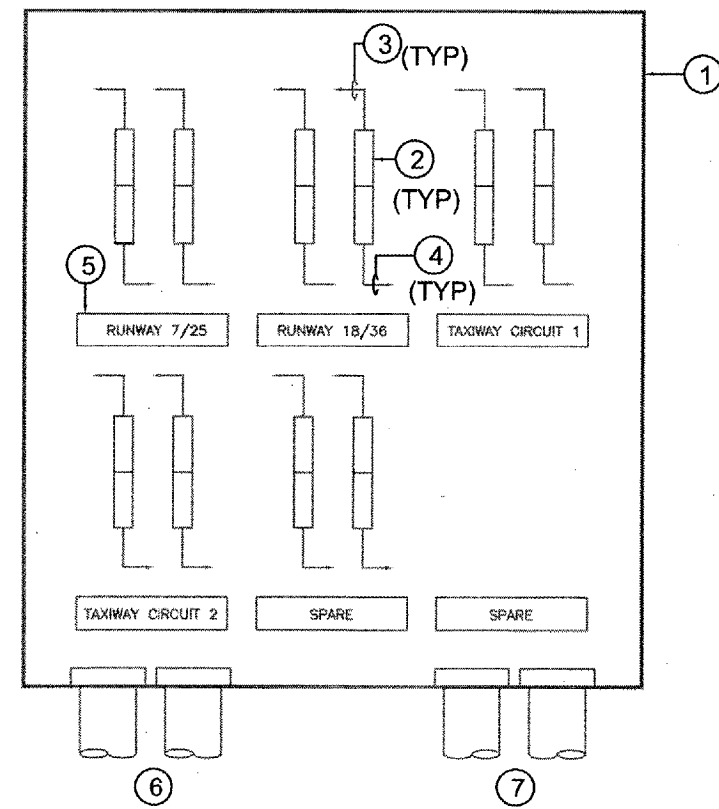 3 (TYP)
1
2
(TYP)
4
(TYP)
5
RUNWAY 7/25
RUNWAY 18/36
TAXIWAY CIRCUIT 1
TAXIWAY CIRCUIT 2
SPARE
SPARE
6
7